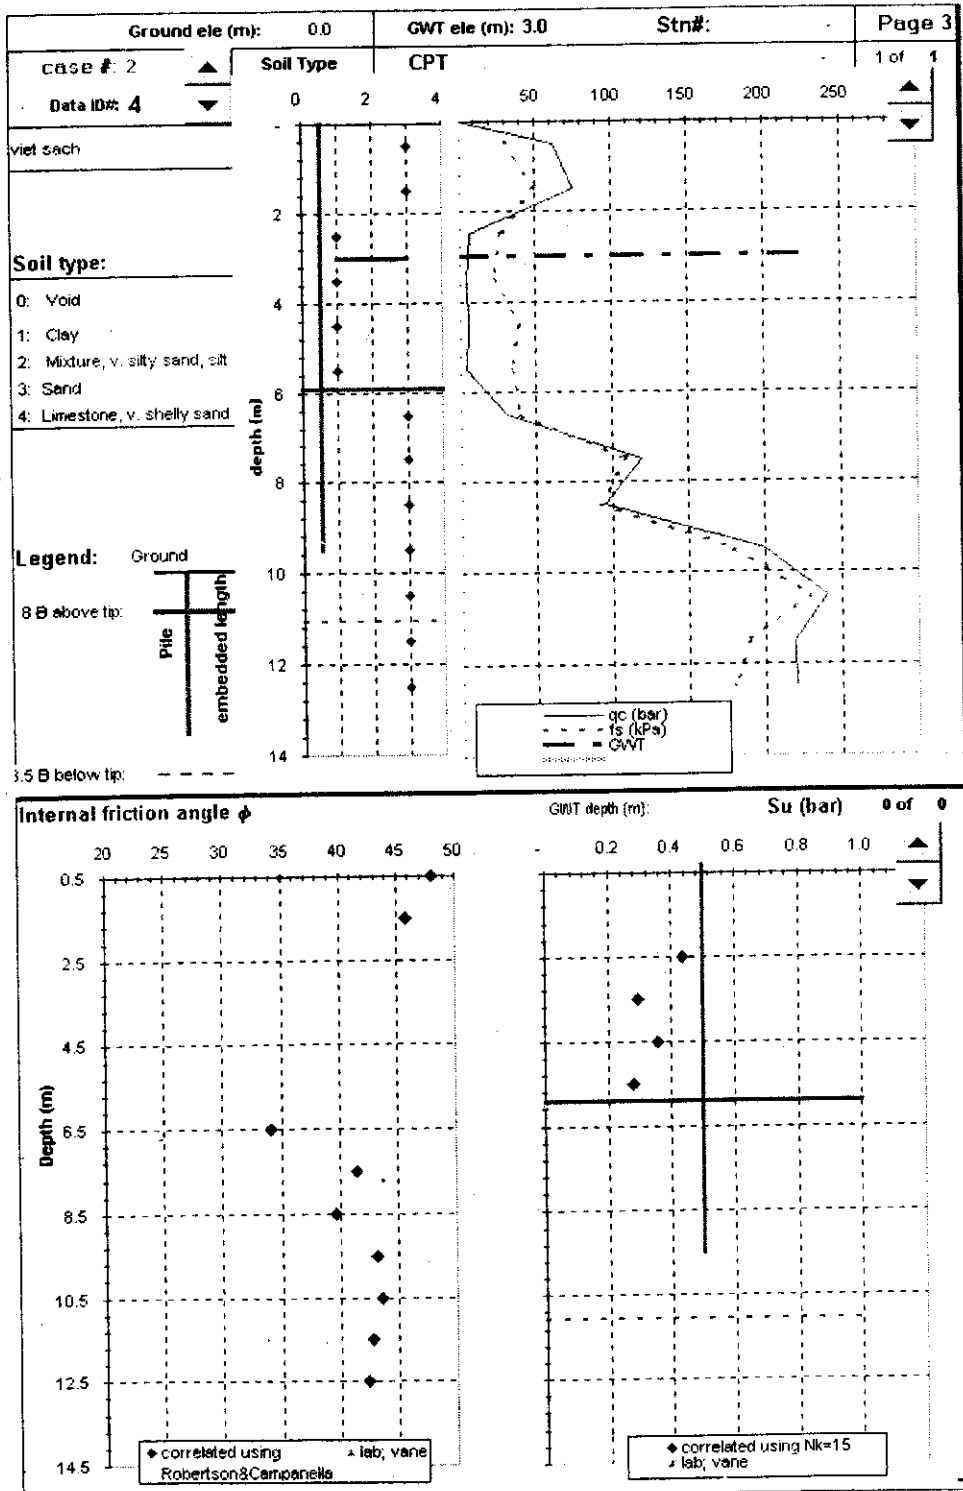 Ground ele (m): 0.0 GWT ele (m): 3.0 Stn#: Page 3
case #: 2 Soil Type CPT 1 of 1
Data ID#: 4
0 2 4 50 100 150 200 250
viet sach
-
2
4
6
8
10
12
14
depth (m)
Soil type:
0: Void
1: Clay
2: Mixture, v. silty sand, silt
3: Sand
4: Limestone, v. shelly sand
Legend: Ground
8 B above tip:
Pile
embedded length
3.5 B below tip:
qc (bar)
fs (kPa)
GWT
Internal friction angle ϕ
20 25 30 35 40 45 50
0.5
2.5
4.5
6.5
8.5
10.5
12.5
14.5
Depth (m)
correlated using lab; vane
Robertson&Campanella
GWT depth (m): Su (bar) 0 of 0
- 0.2 0.4 0.6 0.8 1.0
correlated using Nk=15
lab; vane